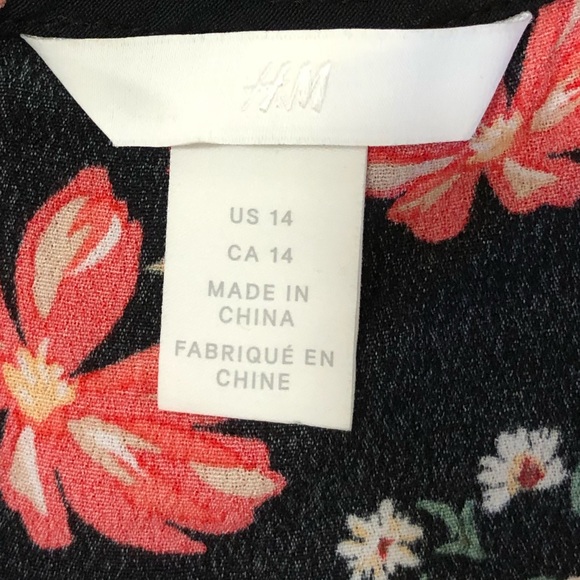 H&M
US 14
CA 14
MADE IN
CHINA
FABRIQUÉ EN
CHINE